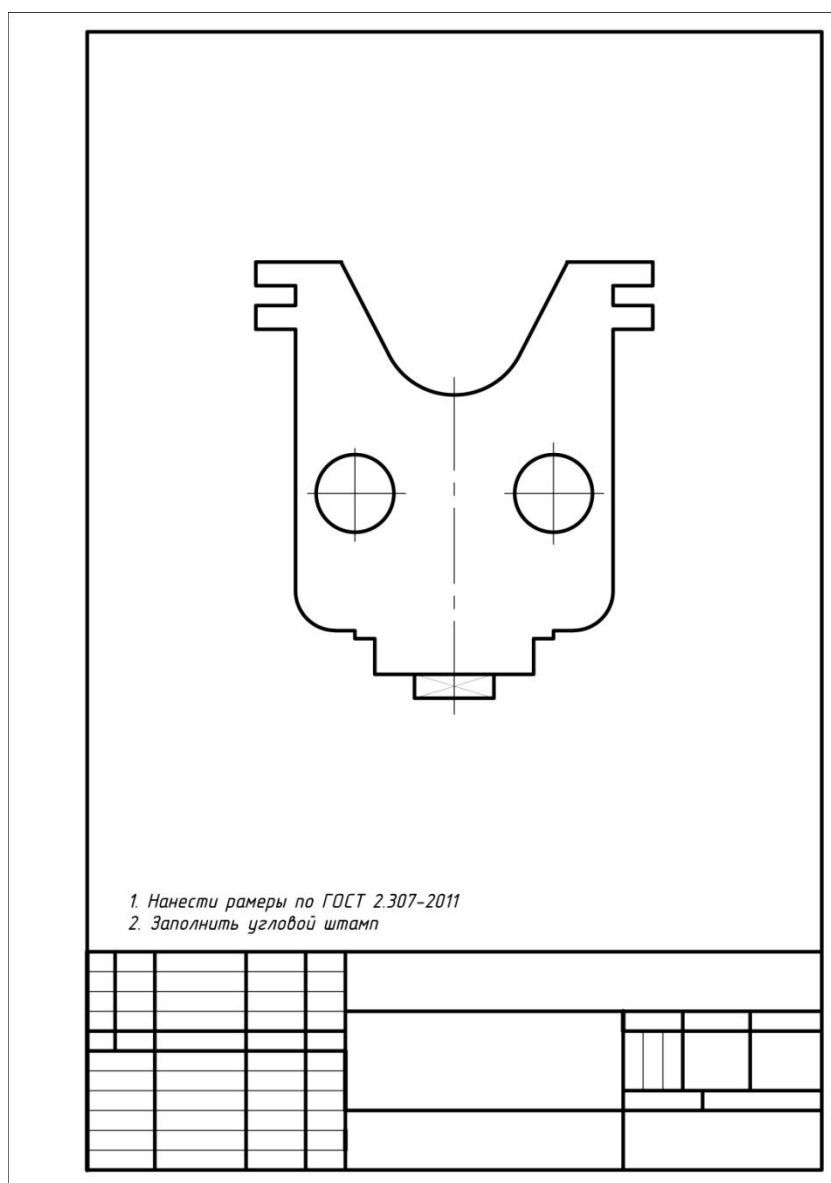 1. Нанести рамеры по ГОСТ 2.307-2011
2. Заполнить угловой штамп